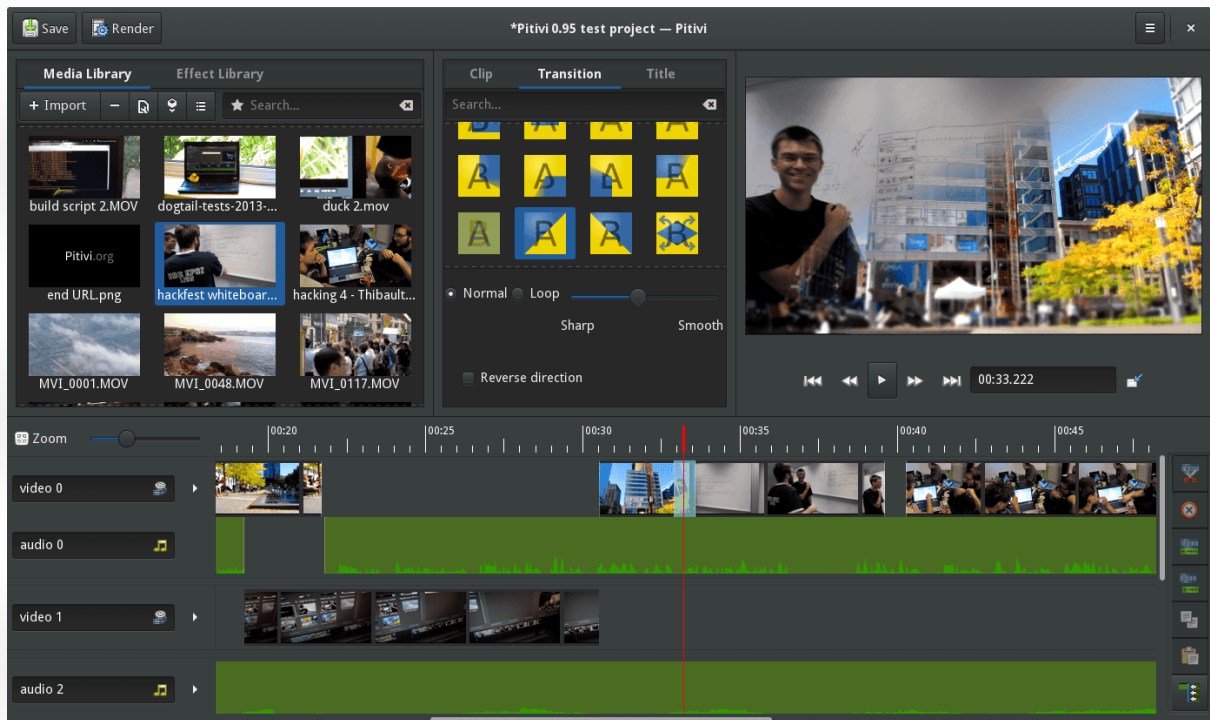 Save
Render
*Pitivi 0.95 test project — Pitivi
Media Library
Effect Library
Clip
Transition
Title
+ Import
Search...
Search...
build script 2.MOV
dogtail-tests-2013-...
duck 2.mov
Pitivi.org
end URL.png
hackfest whiteboar...
hacking 4 - Thibault...
MVI_0001.MOV
MVI_0048.MOV
MVI_0117.MOV
Normal
Loop
Sharp
Smooth
Reverse direction
00:33.222
Zoom
00:20
00:25
00:30
00:35
00:40
00:45
video 0
audio 0
video 1
audio 2